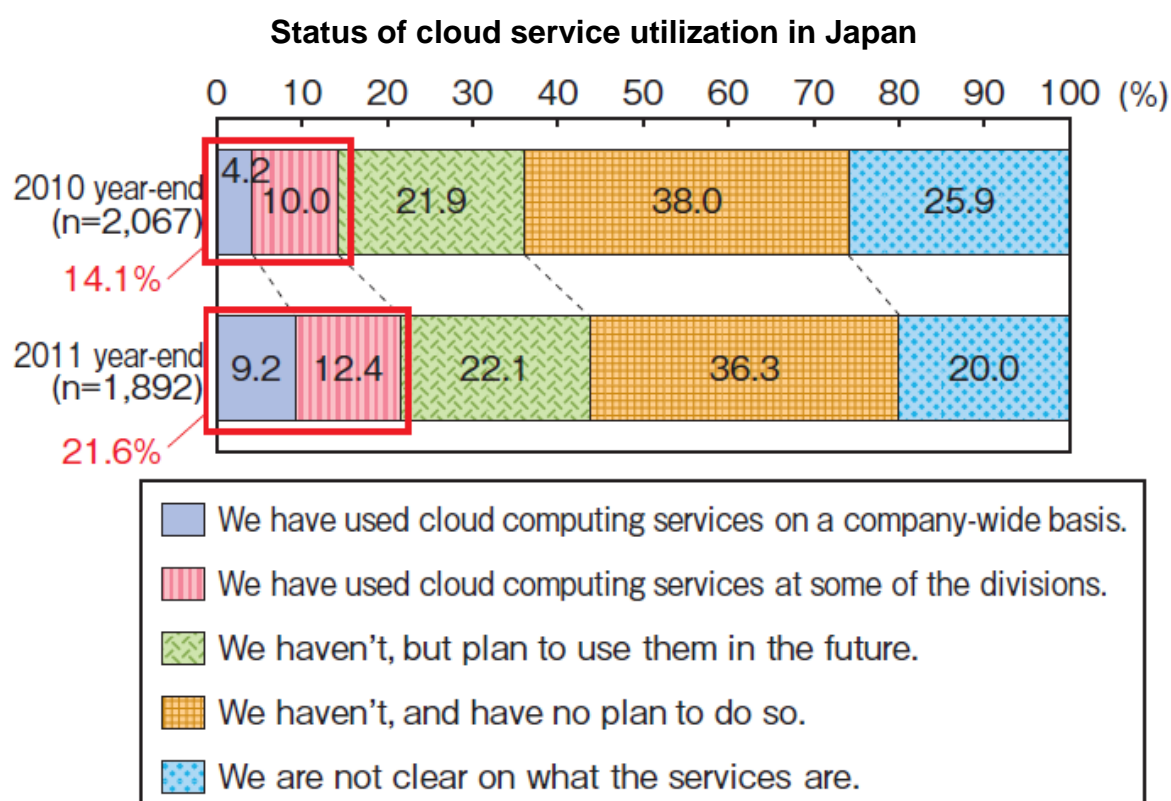 Status of cloud service utilization in Japan
0 10 20 30 40 50 60 70 80 90 100 (%)
2010 year-end
(n=2,067)
4.2 10.0 21.9 38.0 25.9
14.1%
2011 year-end
(n=1,892)
9.2 12.4 22.1 36.3 20.0
21.6%
We have used cloud computing services on a company-wide basis.
We have used cloud computing services at some of the divisions.
We haven't, but plan to use them in the future.
We haven't, and have no plan to do so.
We are not clear on what the services are.